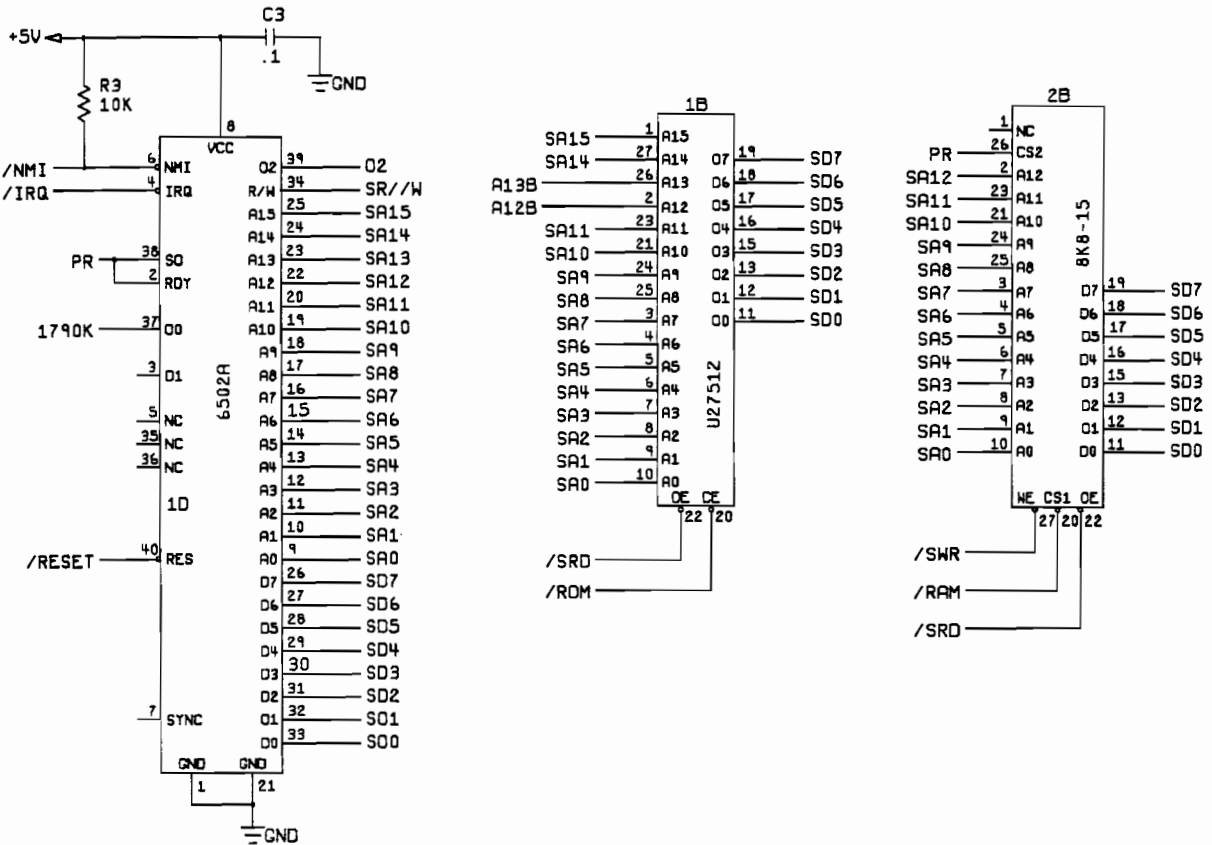 C3
+5V
.1
GND
R3
10K
8
VCC
/NMI 6 NMI O2 39 O2
/IRQ 4 IRQ R/W 34 SR//W
A15 25 SA15
A14 24 SA14
PR 38 SO A13 23 SA13
2 RDY A12 22 SA12
A11 20 SA11
1790K 37 O0 A10 19 SA10
A9 18 SA9
3 O1 A8 17 SA8
A7 16 SA7
5 NC A6 15 SA6
35 NC A5 14 SA5
36 NC A4 13 SA4
A3 12 SA3
A2 11 SA2
A1 10 SA1
/RESET 40 RES A0 9 SA0
D7 26 SD7
D6 27 SD6
D5 28 SD5
D4 29 SD4
D3 30 SD3
D2 31 SD2
7 SYNC D1 32 SD1
D0 33 SD0
6502A
1D
GND GND
1 21
GND
1B
SA15 1 A15
SA14 27 A14 O7 19 SD7
A13B 26 A13 O6 18 SD6
A12B 2 A12 O5 17 SD5
SA11 23 A11 O4 16 SD4
SA10 21 A10 O3 15 SD3
SA9 24 A9 O2 13 SD2
SA8 25 A8 O1 12 SD1
SA7 3 A7 O0 11 SD0
SA6 4 A6
SA5 5 A5
SA4 6 A4
SA3 7 A3
SA2 8 A2
SA1 9 A1
SA0 10 A0
U27512
OE CE
22 20
/SRD
/ROM
2B
1 NC
PR 26 CS2
SA12 2 A12
SA11 23 A11
SA10 21 A10
SA9 24 A9
SA8 25 A8
SA7 3 A7 D7 19 SD7
SA6 4 A6 D6 18 SD6
SA5 5 A5 D5 17 SD5
SA4 6 A4 D4 16 SD4
SA3 7 A3 D3 15 SD3
SA2 8 A2 D2 13 SD2
SA1 9 A1 D1 12 SD1
SA0 10 A0 D0 11 SD0
8K8-15
WE CS1 OE
27 20 22
/SWR
/RAM
/SRD